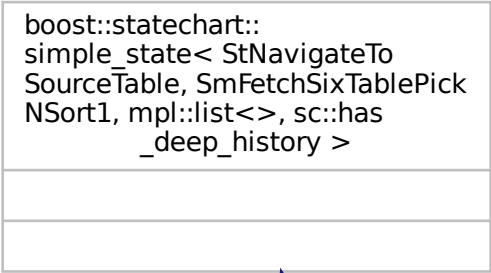 boost::statechart::
simple_state< StNavigateTo
SourceTable, SmFetchSixTablePick
NSort1, mpl::list<>, sc::has
_deep_history >